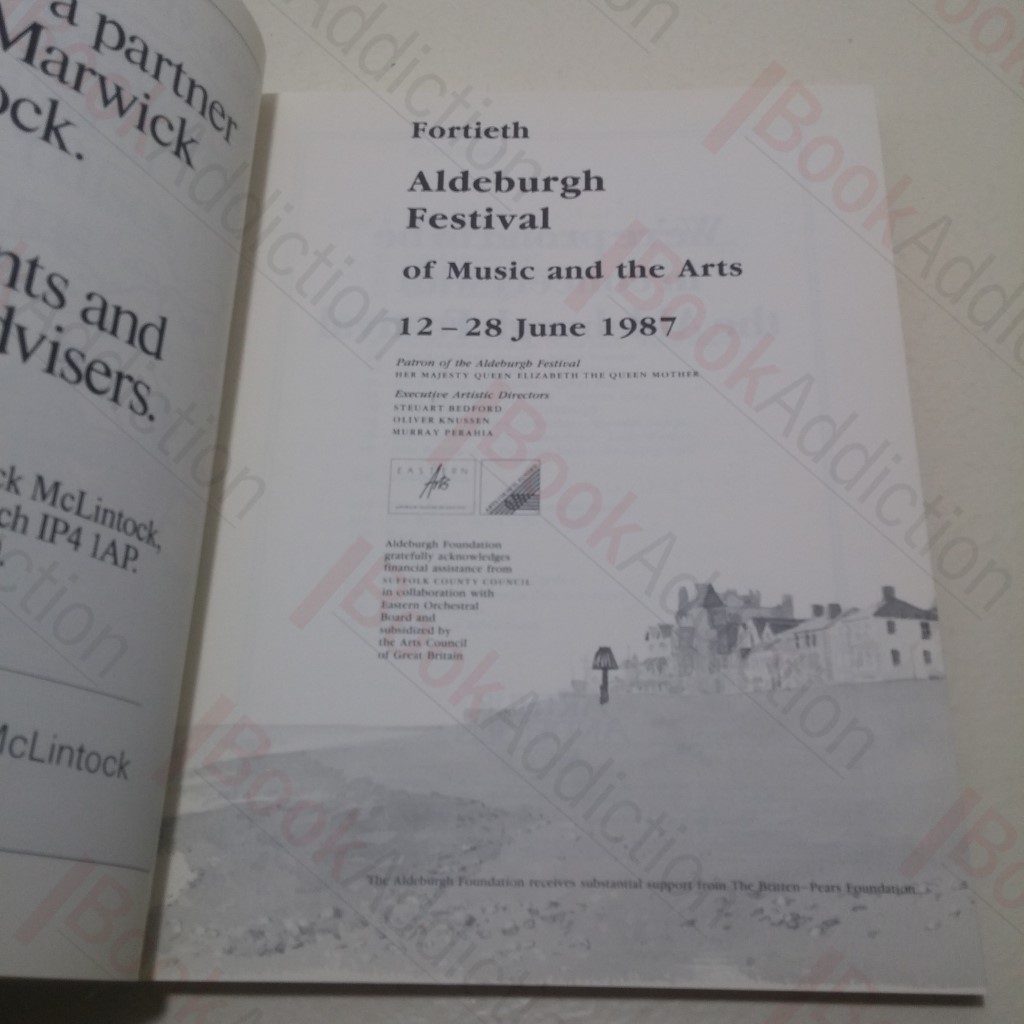 a partner
Marwick
ock.
nts and
dvisers.
ck McLintock,
ch IP4 1AP.
McLintock
Fortieth
Aldeburgh
Festival
of Music and the Arts
12–28 June 1987
Patron of the Aldeburgh Festival
HER MAJESTY QUEEN ELIZABETH THE QUEEN MOTHER
Executive Artistic Directors
STEUART BEDFORD
OLIVER KNUSSEN
MURRAY PERAHIA
EASTERN
Arts
Aldeburgh Foundation
gratefully acknowledges
financial assistance from
SUFFOLK COUNTY COUNCIL
in collaboration with
Eastern Orchestral
Board and
subsidized by
the Arts Council
of Great Britain
The Aldeburgh Foundation receives substantial support from The Britten–Pears Foundation
BookAddiction